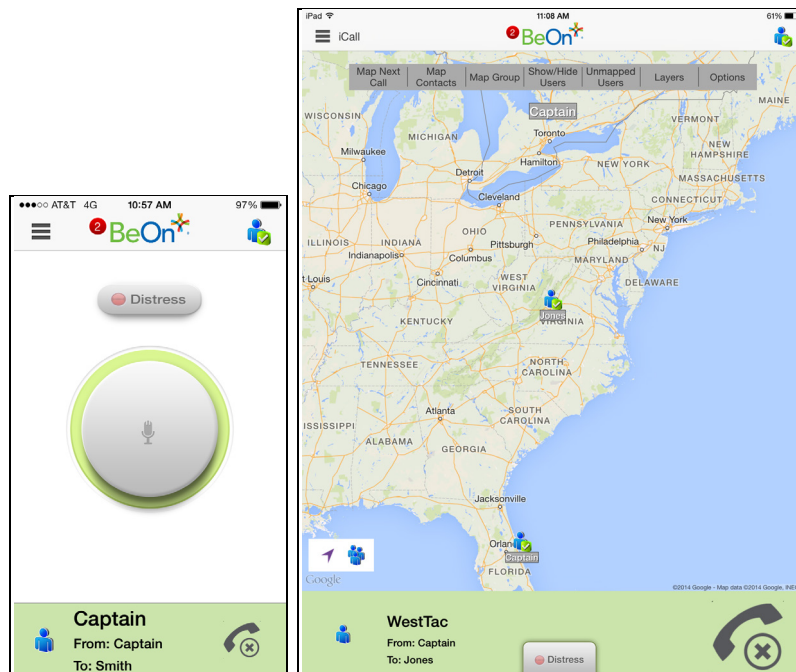 AT&T 4G 10:57 AM 97%
2 BeOn
Distress
Captain
From: Captain
To: Smith
iPad 11:08 AM 61%
iCall 2 BeOn
Map Next Call
Map Contacts
Map Group
Show/Hide Users
Unmapped Users
Layers
Options
Captain
MAINE
WISCONSIN
VERMONT
MICHIGAN
Toronto
NEW HAMPSHIRE
Milwaukee
Hamilton
NEW YORK
Detroit
MASSACHUSETTS
Chicago
Cleveland
CONNECTICUT
New York
OHIO
PENNSYLVANIA
ILLINOIS
INDIANA
Pittsburgh
Philadelphia
NJ
Indianapolis
Columbus
MARYLAND
t Louis
Cincinnati
WEST VIRGINIA
DELAWARE
Jones
KENTUCKY
VIRGINIA
TENNESSEE
NORTH CAROLINA
Atlanta
SOUTH CAROLINA
ISSISSIPPI
ALABAMA
GEORGIA
Jacksonville
Orlan
Captain
FLORIDA
Google
©2014 Google - Map data ©2014 Google, INE
WestTac
From: Captain
To: Jones
Distress